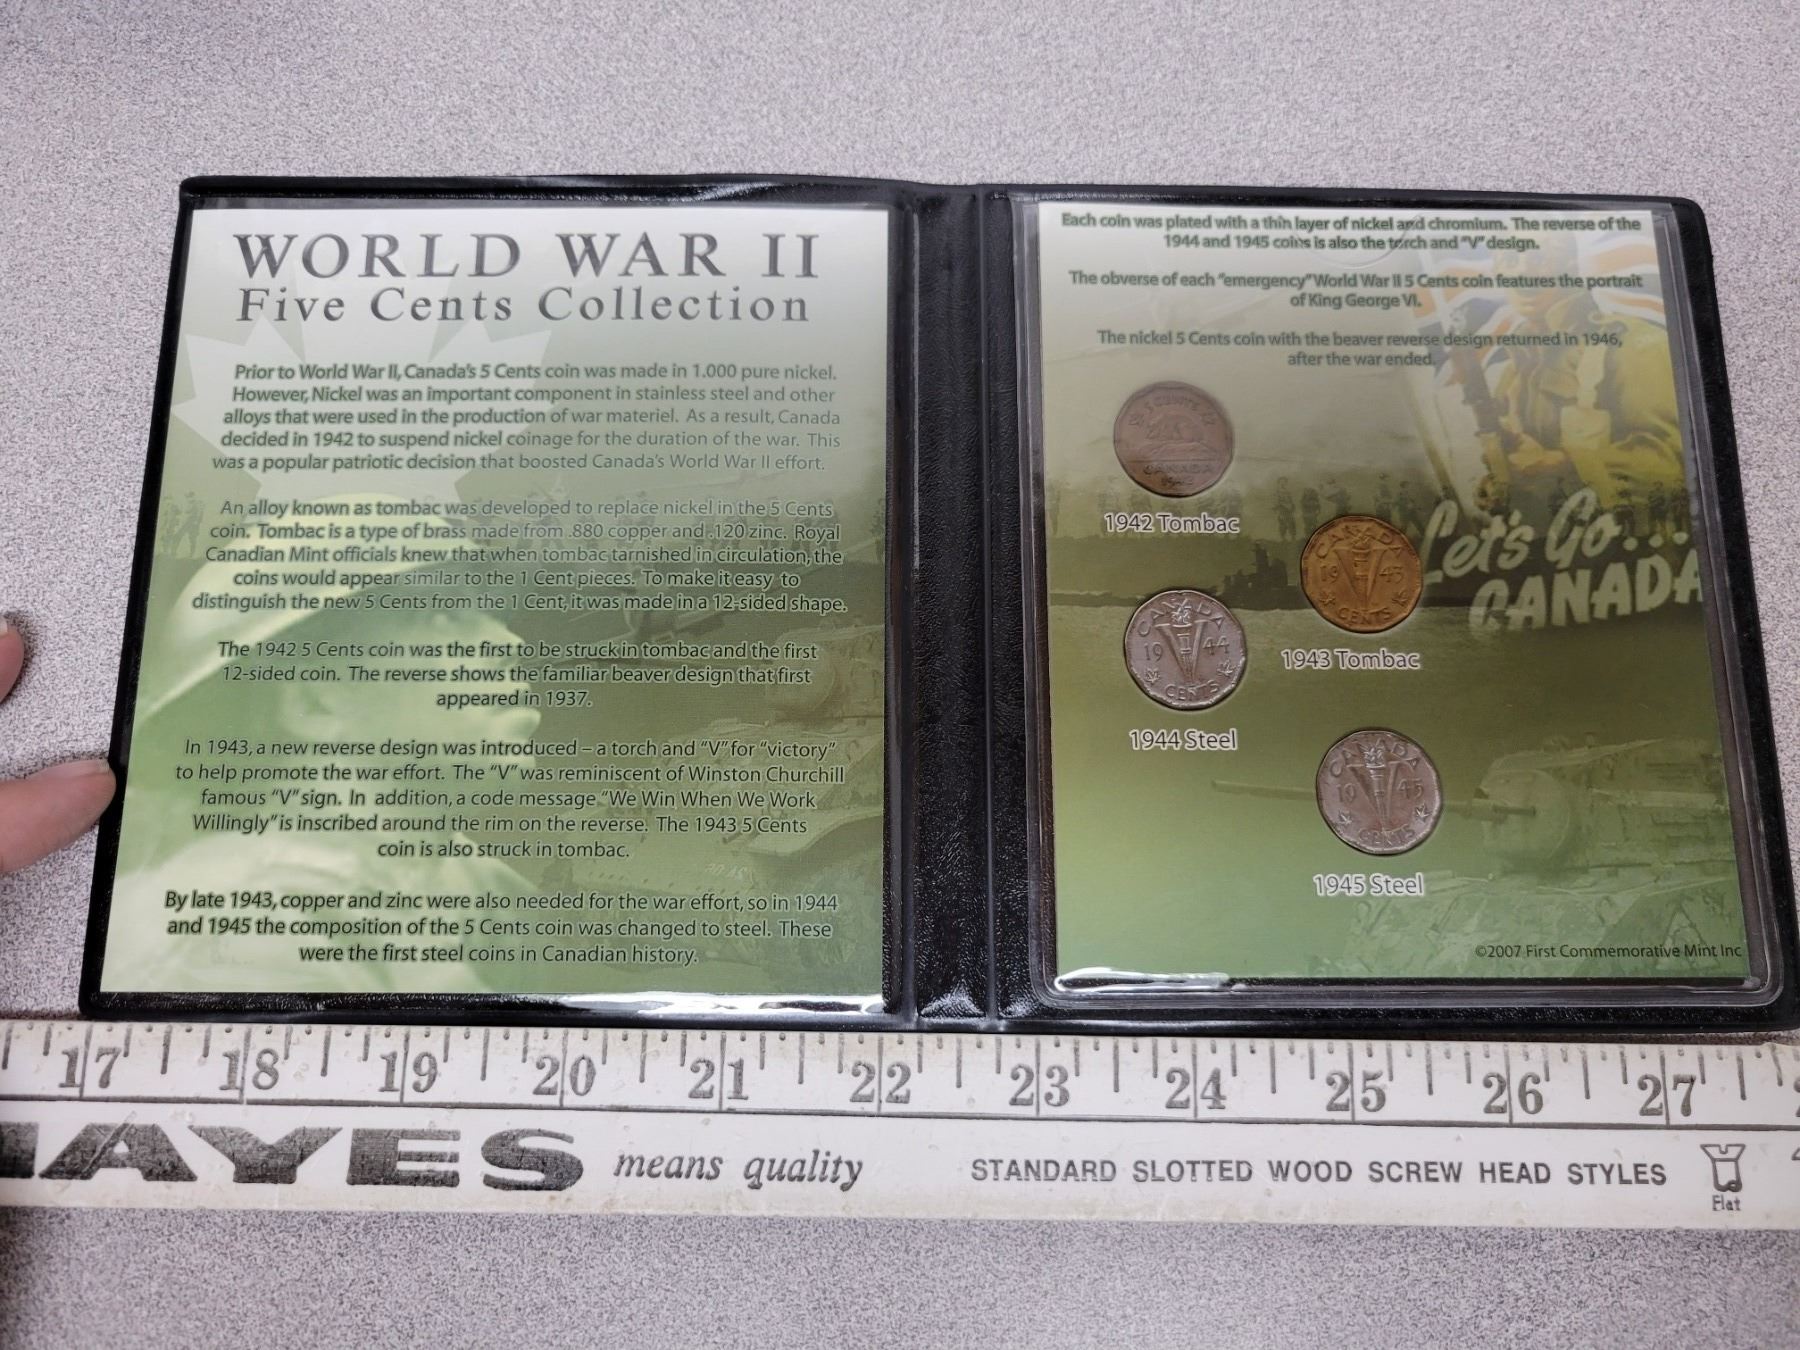 WORLD WAR II
Five Cents Collection
Prior to World War II, Canada's 5 Cents coin was made in 1.000 pure nickel.
However, Nickel was an important component in stainless steel and other
alloys that were used in the production of war materiel. As a result, Canada
decided in 1942 to suspend nickel coinage for the duration of the war. This
was a popular patriotic decision that boosted Canada's World War II effort.
An alloy known as tombac was developed to replace nickel in the 5 Cents
coin. Tombac is a type of brass made from .880 copper and .120 zinc. Royal
Canadian Mint officials knew that when tombac tarnished in circulation, the
coins would appear similar to the 1 Cent pieces. To make it easy to
distinguish the new 5 Cents from the 1 Cent, it was made in a 12-sided shape.
The 1942 5 Cents coin was the first to be struck in tombac and the first
12-sided coin. The reverse shows the familiar beaver design that first
appeared in 1937.
In 1943, a new reverse design was introduced – a torch and "V" for "victory"
to help promote the war effort. The "V" was reminiscent of Winston Churchill
famous "V" sign. In addition, a code message "We Win When We Work
Willingly" is inscribed around the rim on the reverse. The 1943 5 Cents
coin is also struck in tombac.
By late 1943, copper and zinc were also needed for the war effort, so in 1944
and 1945 the composition of the 5 Cents coin was changed to steel. These
were the first steel coins in Canadian history.
Each coin was plated with a thin layer of nickel and chromium. The reverse of the
1944 and 1945 coins is also the torch and "V" design.
The obverse of each "emergency" World War II 5 Cents coin features the portrait
of King George VI.
The nickel 5 Cents coin with the beaver reverse design returned in 1946,
after the war ended.
5 CENTS
CANADA
1942 Tombac
CANADA
19 V 43
CENTS
1943 Tombac
CANADA
19 V 44
CENTS
1944 Steel
CANADA
19 V 45
CENTS
1945 Steel
Let's Go...
CANADA
©2007 First Commemorative Mint Inc
17 18 19 20 21 22 23 24 25 26 27
HAYES means quality STANDARD SLOTTED WOOD SCREW HEAD STYLES
Flat